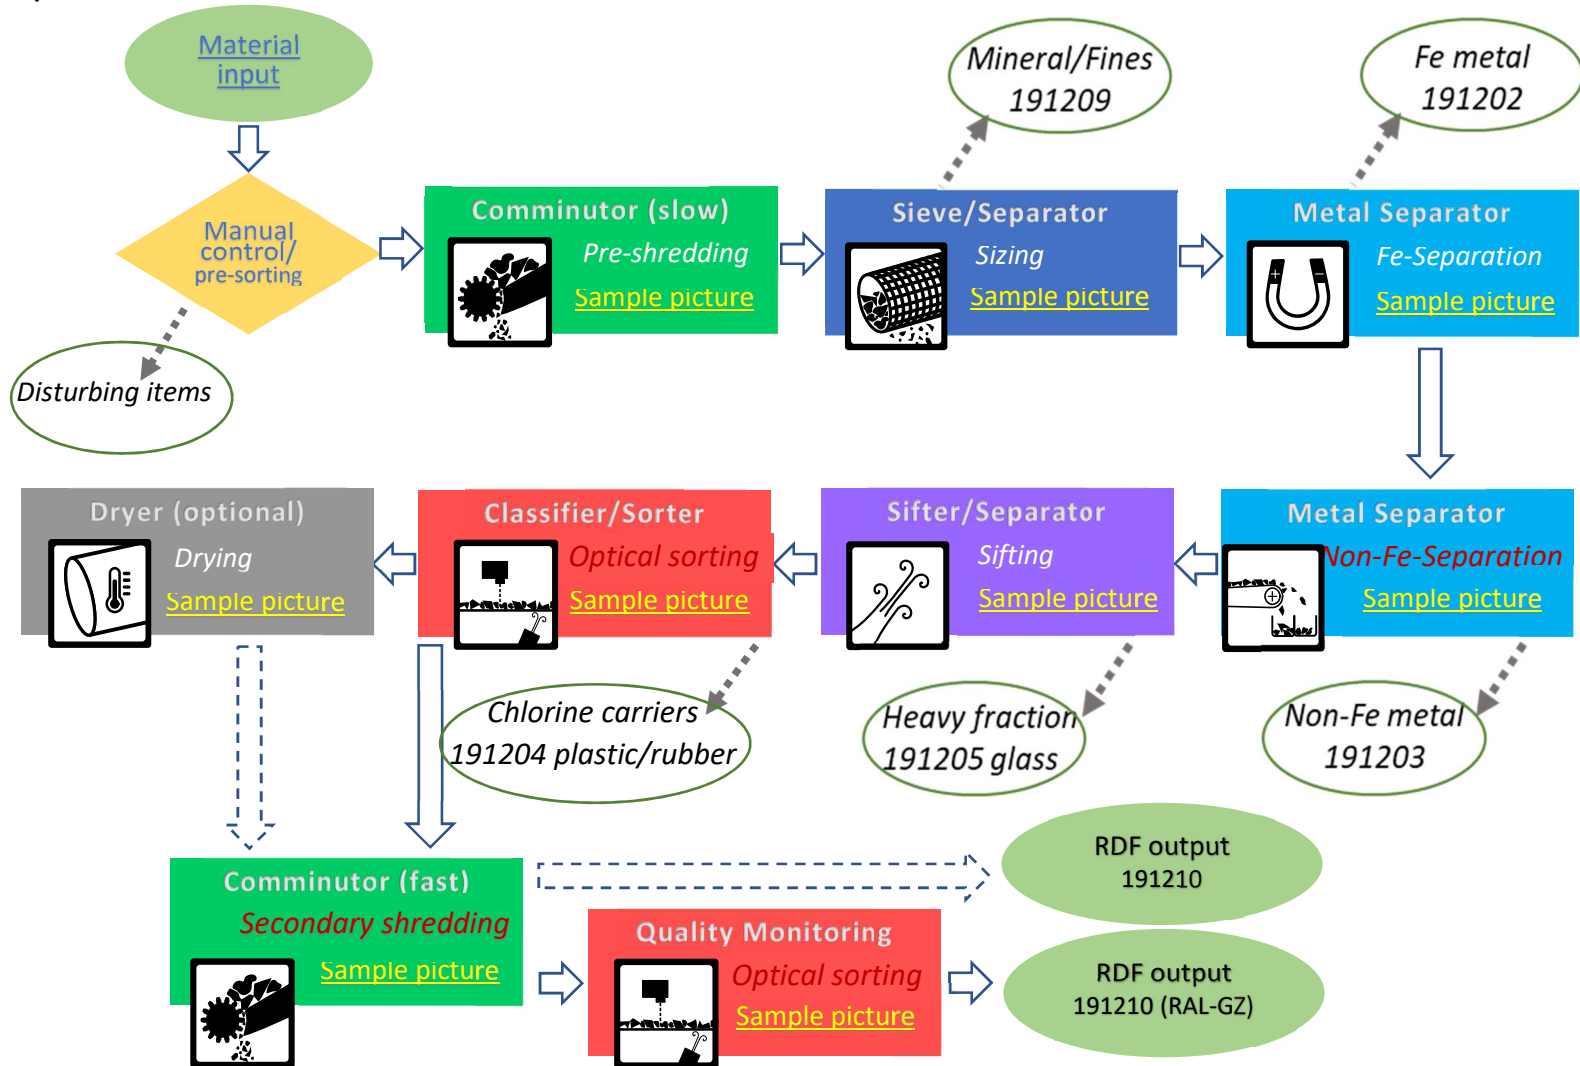 Material
input
Mineral/Fines
191209
Fe metal
191202
Manual
control/
pre-sorting
Comminutor (slow)
Pre-shredding
Sample picture
Sieve/Separator
Sizing
Sample picture
Metal Separator
Fe-Separation
Sample picture
Disturbing items
Dryer (optional)
Drying
Sample picture
Classifier/Sorter
Optical sorting
Sample picture
Sifter/Separator
Sifting
Sample picture
Metal Separator
Non-Fe-Separation
Sample picture
Chlorine carriers
191204 plastic/rubber
Heavy fraction
191205 glass
Non-Fe metal
191203
Comminutor (fast)
Secondary shredding
Sample picture
Quality Monitoring
Optical sorting
Sample picture
RDF output
191210
RDF output
191210 (RAL-GZ)